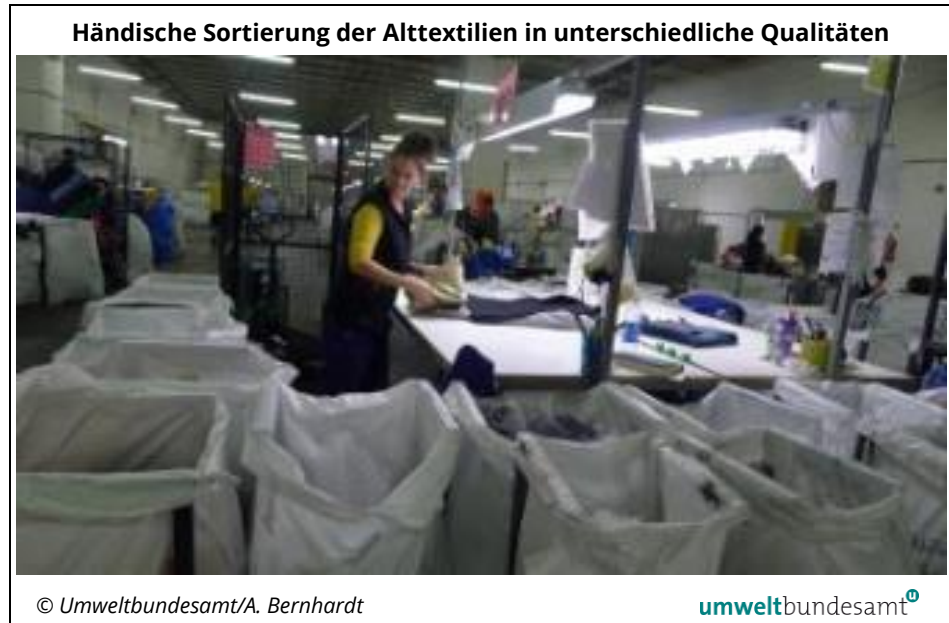 Händische Sortierung der Alttextilien in unterschiedliche Qualitäten
© Umweltbundesamt/A. Bernhardt
umweltbundesamt